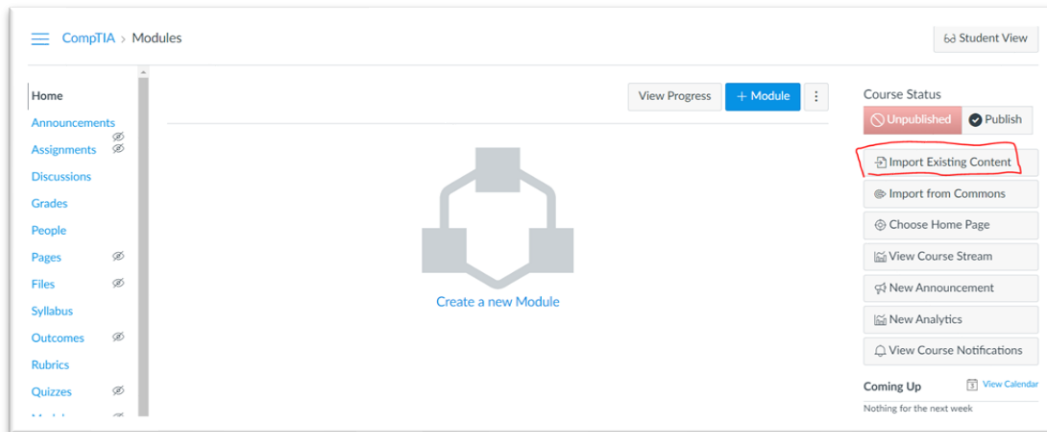 CompTIA > Modules
Student View
Home
Announcements
Assignments
Discussions
Grades
People
Pages
Files
Syllabus
Outcomes
Rubrics
Quizzes
View Progress
+ Module
Create a new Module
Course Status
Unpublished
Publish
Import Existing Content
Import from Commons
Choose Home Page
View Course Stream
New Announcement
New Analytics
View Course Notifications
Coming Up
View Calendar
Nothing for the next week